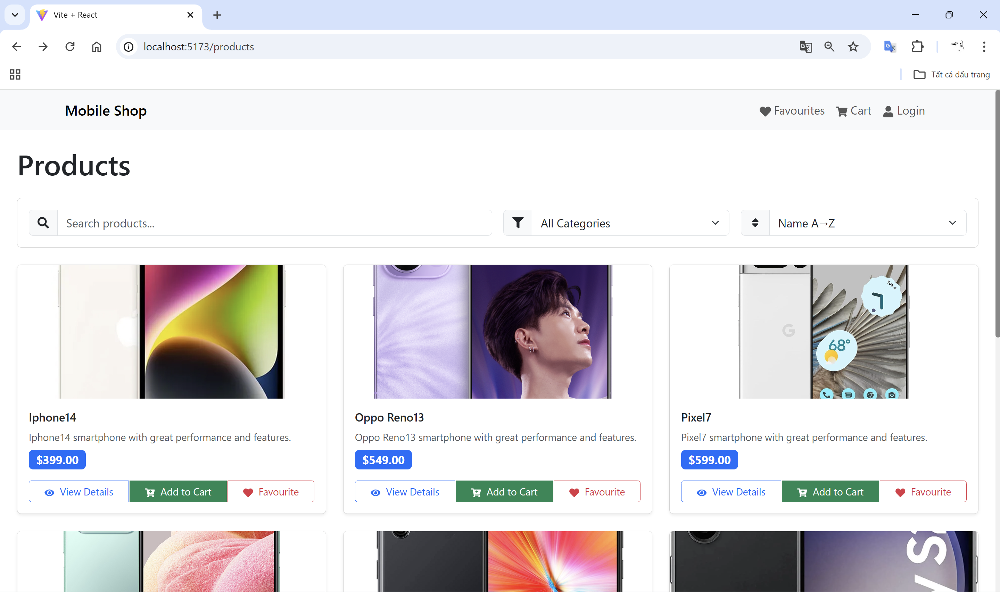 Vite + React
localhost:5173/products
Tất cả dấu trang
Mobile Shop
Favourites Cart Login
Products
Search products... All Categories Name A→Z
Tue 4
68°
G
Iphone14 Oppo Reno13 Pixel7
Iphone14 smartphone with great performance and features. Oppo Reno13 smartphone with great performance and features. Pixel7 smartphone with great performance and features.
$399.00 $549.00 $599.00
View Details Add to Cart Favourite View Details Add to Cart Favourite View Details Add to Cart Favourite